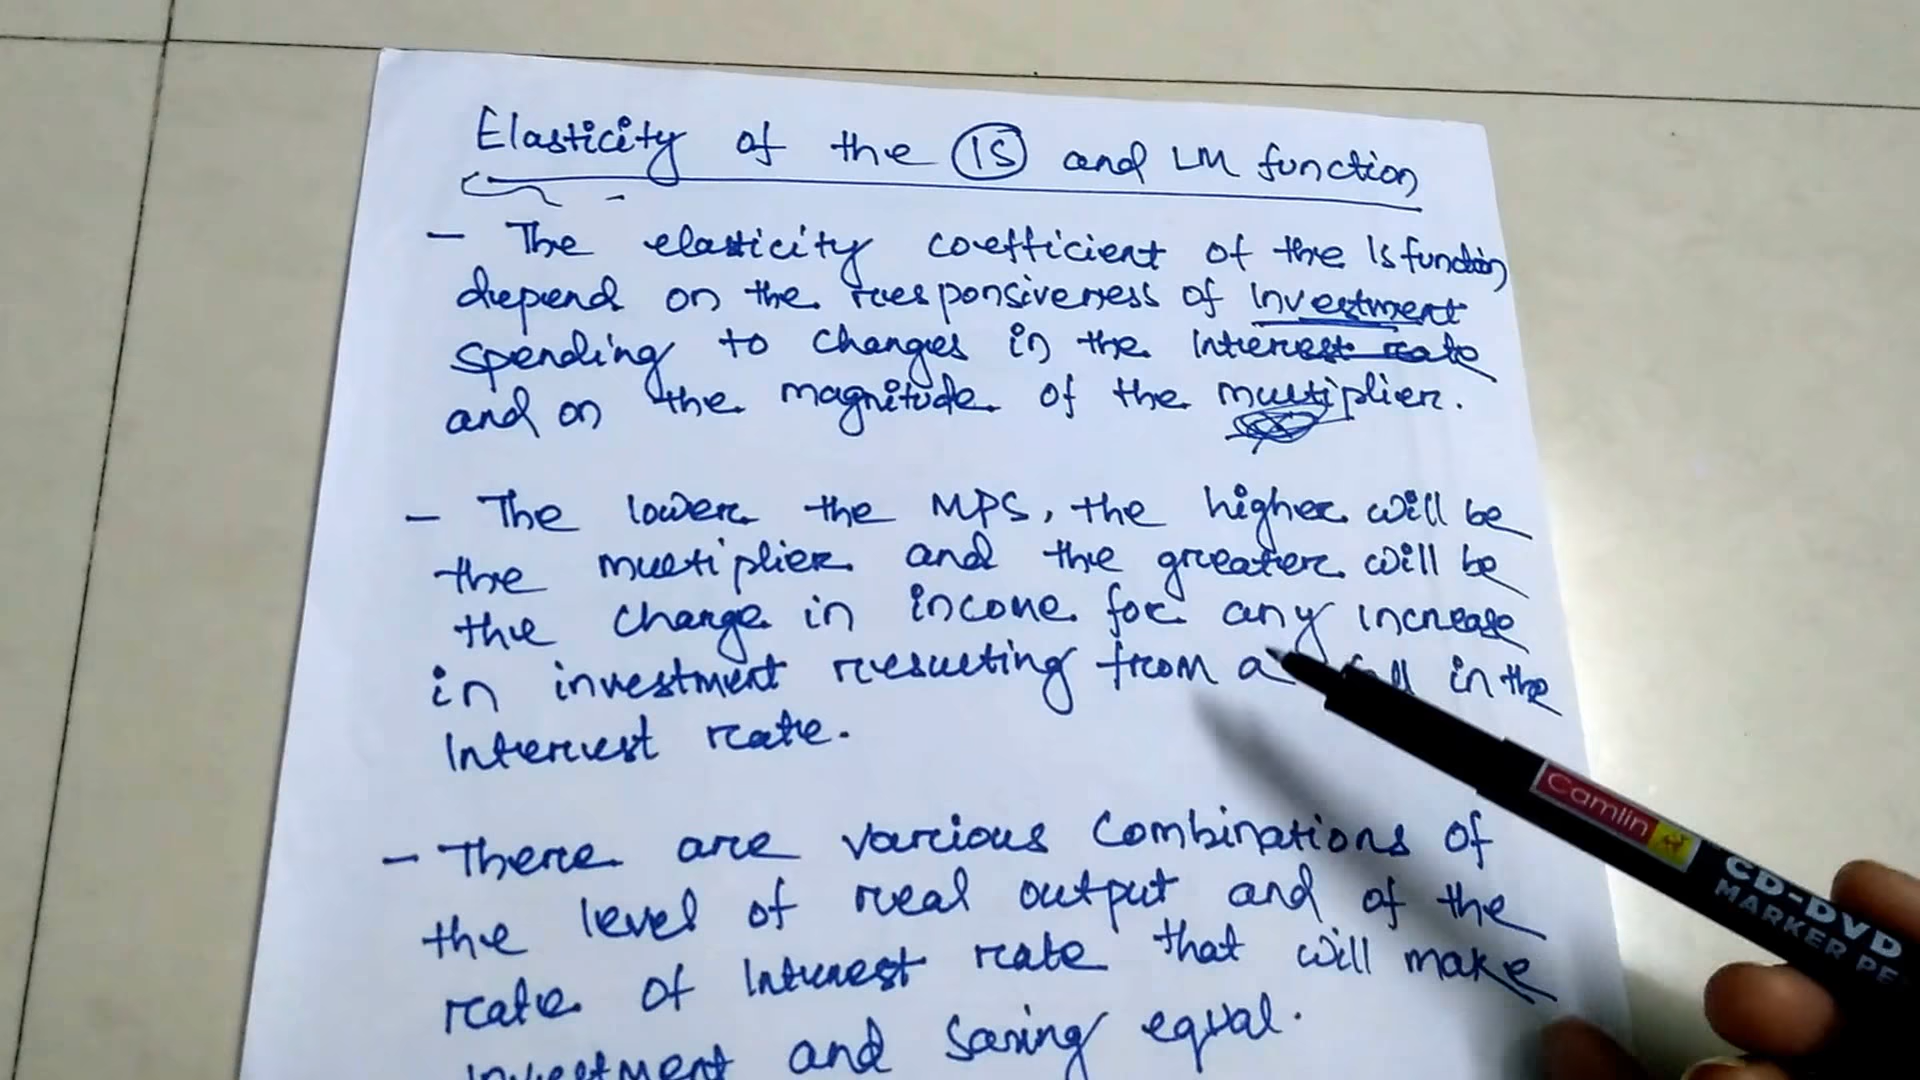 Elasticity of the IS and LM function
- The elasticity coefficient of the IS function
depend on the responsiveness of investment
spending to changes in the interest rate
and on the magnitude of the multiplier.
- The lower the MPS, the higher will be
the multiplier and the greater will be
the change in income for any increase
in investment resulting from a fall in the
Interest rate.
- There are various combinations of
the level of real output and of the
rate of interest rate that will make
investment and saving equal.
Camlin
CD-DVD
MARKER PE